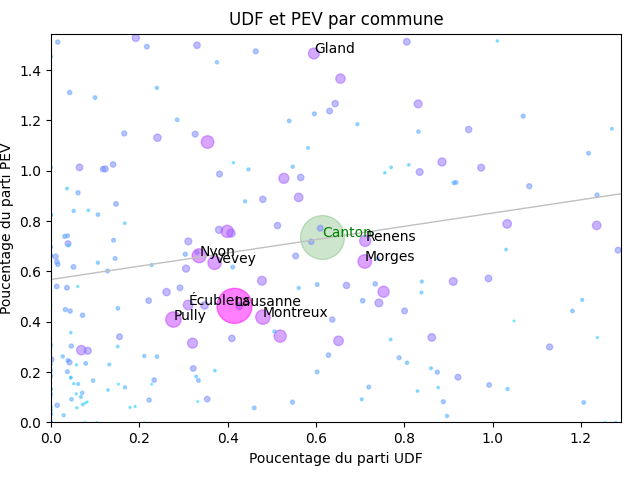 UDF et PEV par commune
Poucentage du parti PEV
1.4
1.2
1.0
0.8
0.6
0.4
0.2
0.0
Gland
Canton
Renens
Nyon
Vevey
Morges
Écublens
Lausanne
Pully
Montreux
0.0 0.2 0.4 0.6 0.8 1.0 1.2
Poucentage du parti UDF